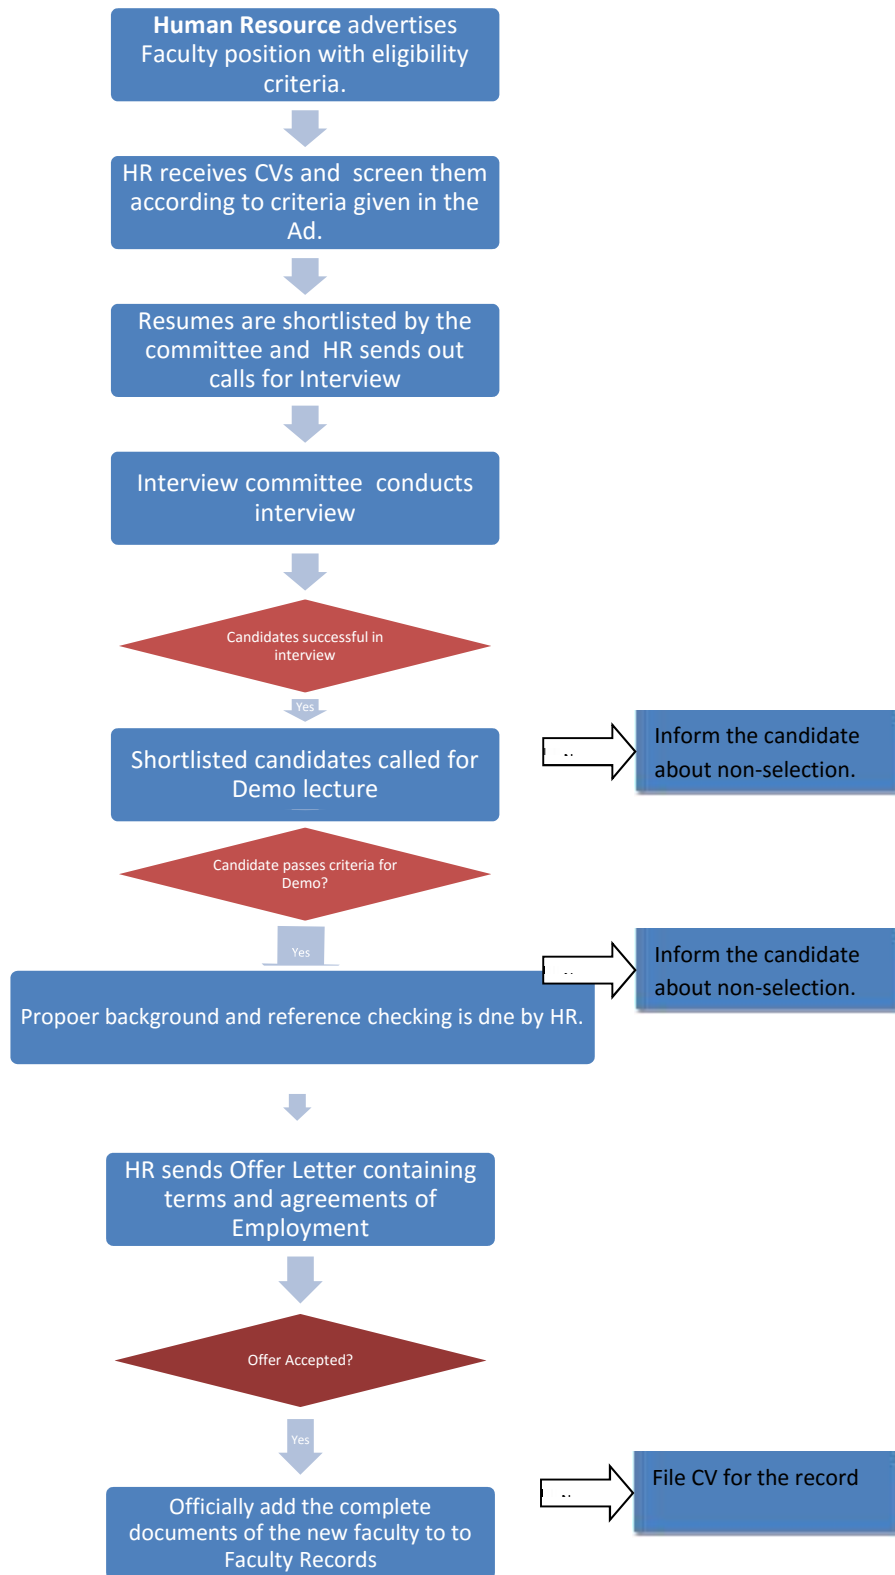 Human Resource advertises
Faculty position with eligibility
criteria.
HR receives CVs and screen them
according to criteria given in the
Ad.
Resumes are shortlisted by the
committee and HR sends out
calls for Interview
Interview committee conducts
interview
Candidates successful in
interview
Yes
Shortlisted candidates called for
Demo lecture
Inform the candidate
about non-selection.
Candidate passes criteria for
Demo?
Yes
Inform the candidate
about non-selection.
Propoer background and reference checking is dne by HR.
HR sends Offer Letter containing
terms and agreements of
Employment
Offer Accepted?
Yes
File CV for the record
Officially add the complete
documents of the new faculty to to
Faculty Records